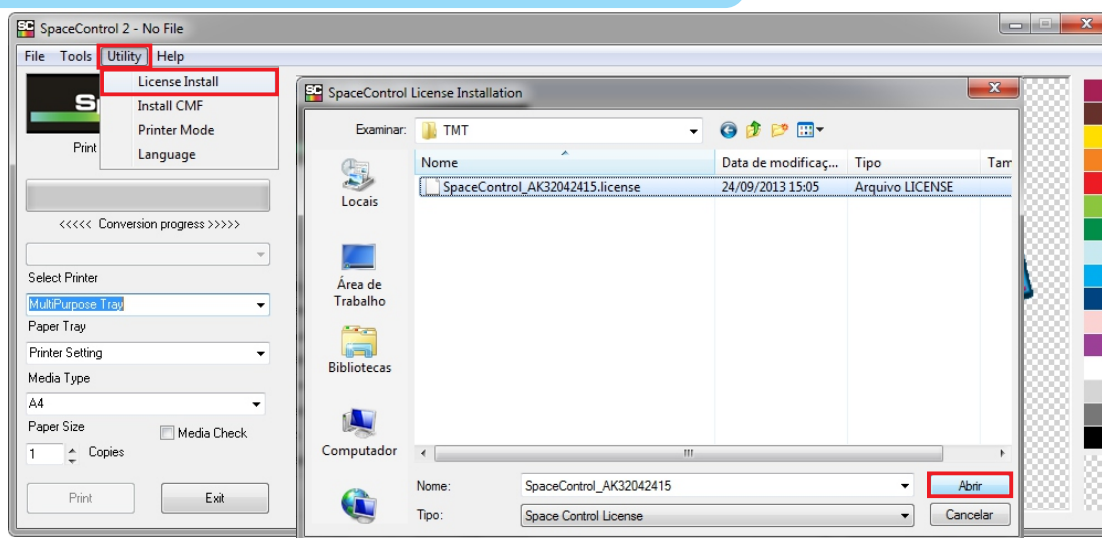 SpaceControl 2 - No File
File Tools Utility Help
License Install
Install CMF
Printer Mode
Language
Print
<<<<< Conversion progress >>>>>
Select Printer
MultiPurpose Tray
Paper Tray
Printer Setting
Media Type
A4
Paper Size
Media Check
1 Copies
Print Exit
SpaceControl License Installation
Examinar: TMT
Nome Data de modificaç... Tipo Tam
SpaceControl_AK32042415.license 24/09/2013 15:05 Arquivo LICENSE
Locais
Área de
Trabalho
Bibliotecas
Computador
Nome: SpaceControl_AK32042415 Abrir
Tipo: Space Control License Cancelar